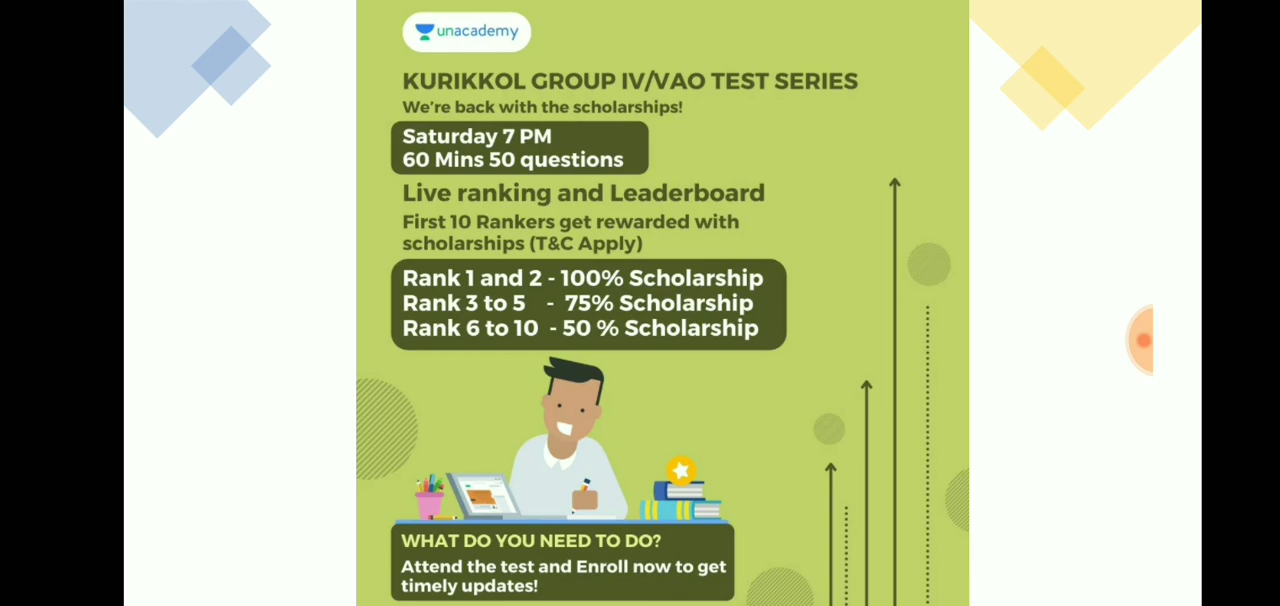 unacademy
KURIKKOL GROUP IV/VAO TEST SERIES
We're back with the scholarships!
Saturday 7 PM
60 Mins 50 questions
Live ranking and Leaderboard
First 10 Rankers get rewarded with
scholarships (T&C Apply)
Rank 1 and 2 - 100% Scholarship
Rank 3 to 5 - 75% Scholarship
Rank 6 to 10 - 50 % Scholarship
WHAT DO YOU NEED TO DO?
Attend the test and Enroll now to get
timely updates!